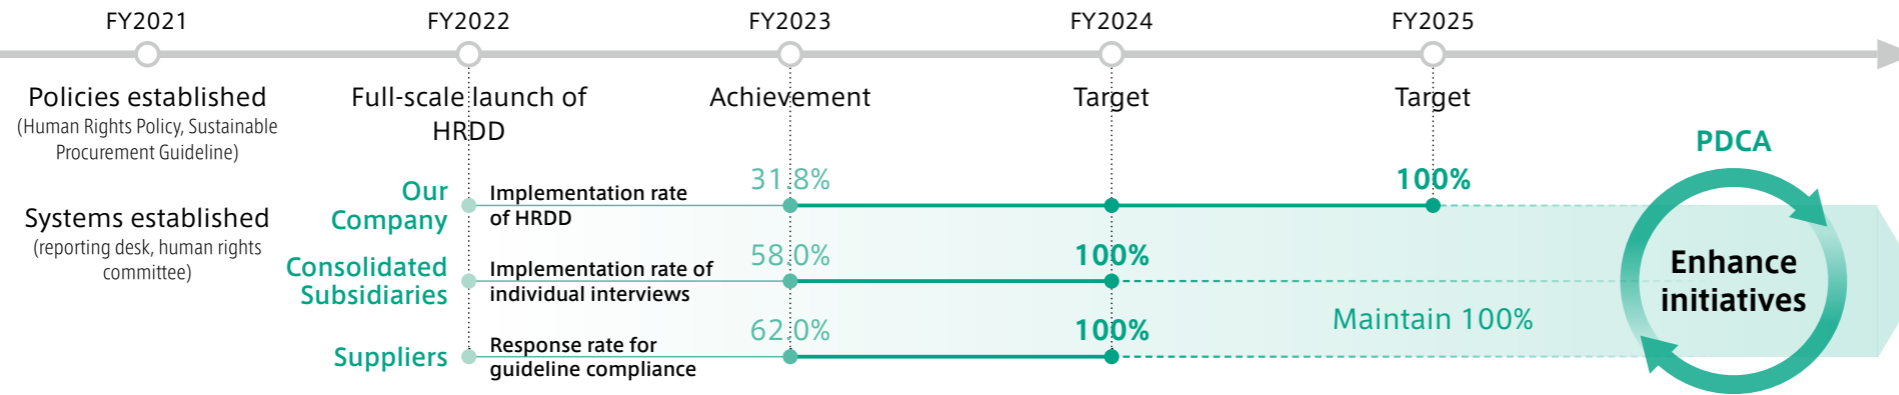 FY2021
FY2022
FY2023
FY2024
FY2025
Policies established
(Human Rights Policy, Sustainable
Procurement Guideline)
Systems established
(reporting desk, human rights
committee)
Full-scale launch of
HRDD
Achievement
Target
Target
Our
Company
Implementation rate
of HRDD
31.8%
100%
Consolidated
Subsidiaries
Implementation rate of
individual interviews
58.0%
100%
Suppliers
Response rate for
guideline compliance
62.0%
100%
Maintain 100%
PDCA
Enhance
initiatives